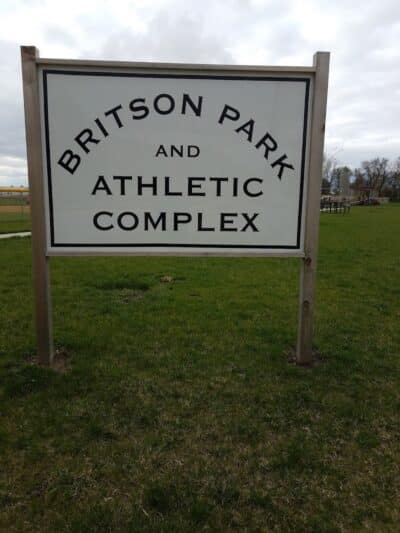 BRITSON PARK
AND
ATHLETIC
COMPLEX